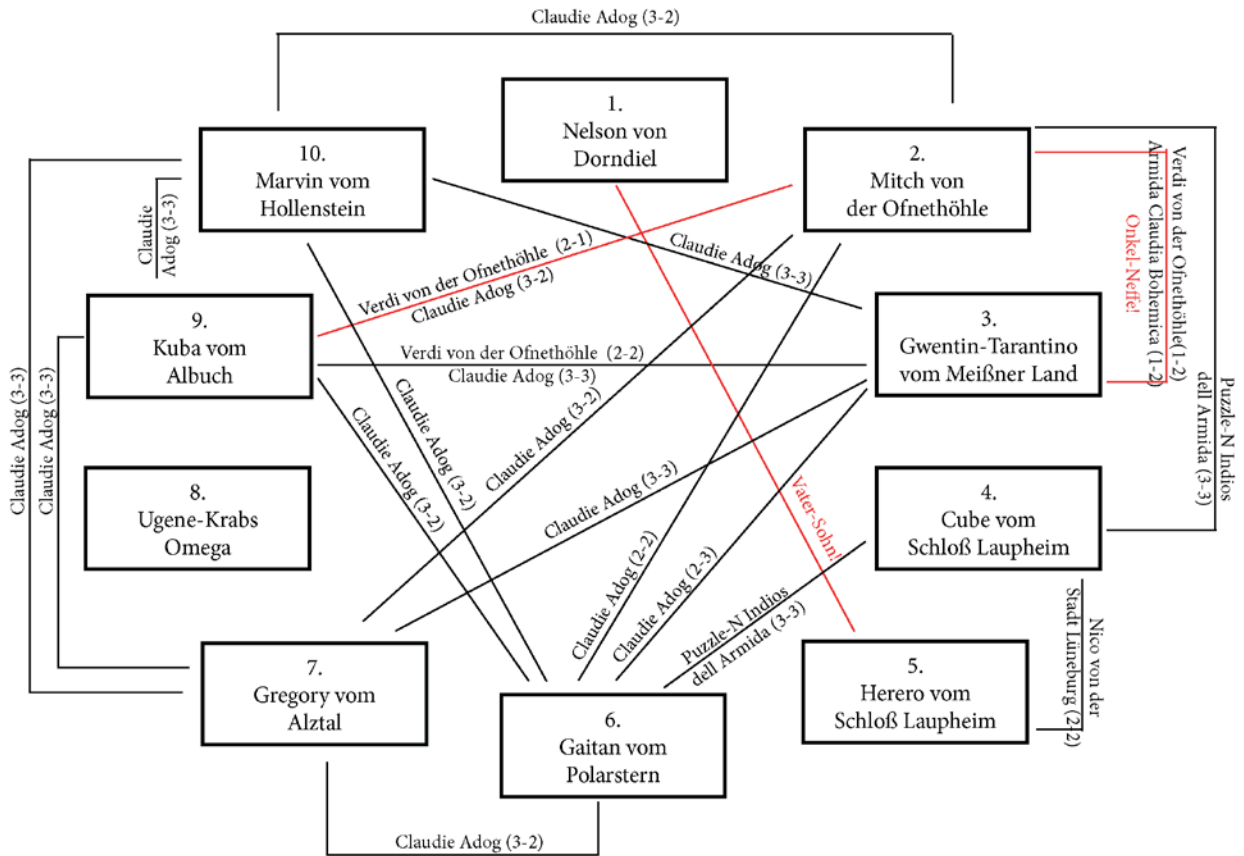 Claudie Adog (3-2)
1.
Nelson von
Dorndiel
10.
Marvin vom
Hollenstein
2.
Mitch von
der Ofnethöhle
Verdi von der Ofnethöhle(1-2)
Armida Claudia Bohemica (1-2)
Onkel-Neffe!
Claudie
Adog (3-3)
Claudie Adog (3-3)
Verdi von der Ofnethöhle (2-1)
Claudie Adog (3-2)
9.
Kuba vom
Albuch
Verdi von der Ofnethöhle (2-2)
Claudie Adog (3-3)
3.
Gwentin-Tarantino
vom Meißner Land
Puzzle-N Indios
dell Armida (3-3)
Claudie Adog (3-3)
Claudie Adog (3-3)
Claudie Adog (3-2)
Claudie Adog (3-2)
Claudie Adog (3-2)
Claudie Adog (3-3)
Vater-Sohn!
8.
Ugene-Krabs
Omega
4.
Cube vom
Schloß Laupheim
Claudie Adog (2-2)
Claudie Adog (2-3)
Puzzle-N Indios
dell Armida (3-3)
Nico von der
Stadt Lüneburg (2-2)
7.
Gregory vom
Alztal
6.
Gaitan vom
Polarstern
5.
Herero vom
Schloß Laupheim
Claudie Adog (3-2)